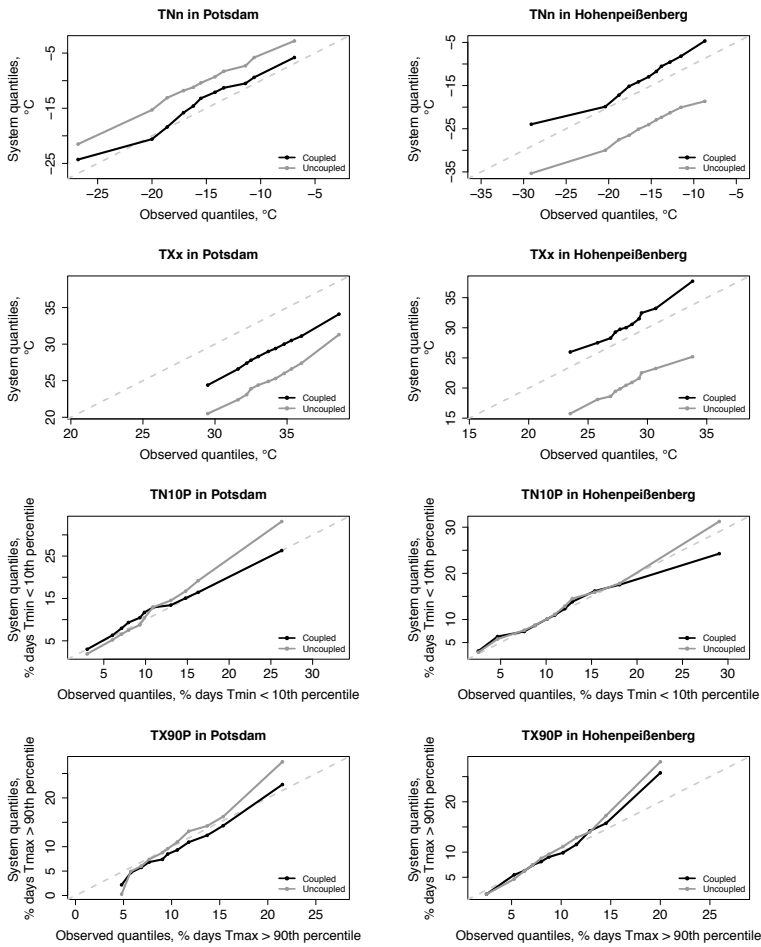 TNn in Potsdam
System quantiles,
°C
−25
−15
−5
Coupled
Uncoupled
−25
−20
−15
−10
−5
Observed quantiles, °C
TNn in Hohenpeißenberg
System quantiles,
°C
−35
−25
−15
−5
Coupled
Uncoupled
−35
−30
−25
−20
−15
−10
−5
Observed quantiles, °C
TXx in Potsdam
System quantiles,
°C
20
25
30
35
Coupled
Uncoupled
20
25
30
35
Observed quantiles, °C
TXx in Hohenpeißenberg
System quantiles,
°C
15
20
25
30
35
Coupled
Uncoupled
15
20
25
30
35
Observed quantiles, °C
TN10P in Potsdam
System quantiles,
% days Tmin < 10th percentile
5
15
25
Coupled
Uncoupled
5
10
15
20
25
30
Observed quantiles, % days Tmin < 10th percentile
TN10P in Hohenpeißenberg
System quantiles,
% days Tmin < 10th percentile
5
10
20
30
Coupled
Uncoupled
5
10
15
20
25
30
Observed quantiles, % days Tmin < 10th percentile
TX90P in Potsdam
System quantiles,
% days Tmax > 90th percentile
0
5
10
20
Coupled
Uncoupled
0
5
10
15
20
25
Observed quantiles, % days Tmax > 90th percentile
TX90P in Hohenpeißenberg
System quantiles,
% days Tmax > 90th percentile
5
10
20
Coupled
Uncoupled
5
10
15
20
25
Observed quantiles, % days Tmax > 90th percentile